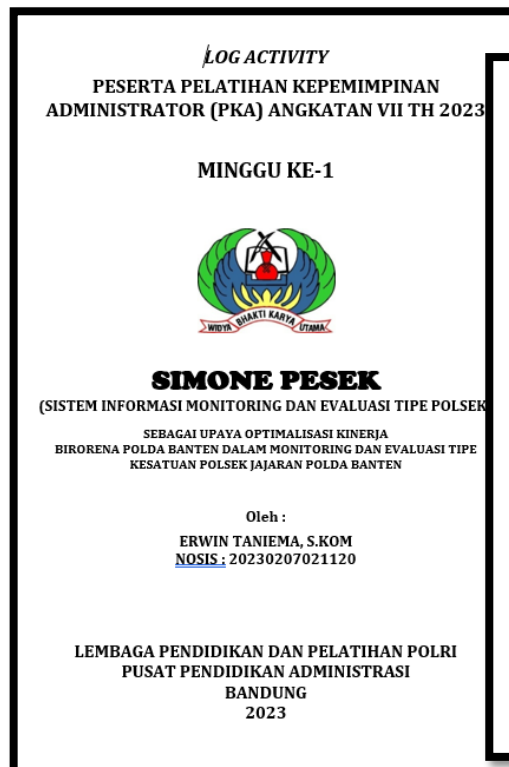 LOG ACTIVITY
PESERTA PELATIHAN KEPEMIMPINAN
ADMINISTRATOR (PKA) ANGKATAN VII TH 2023
MINGGU KE-1
WIDYA BHAKTI KARYA UTAMA
SIMONE PESEK
(SISTEM INFORMASI MONITORING DAN EVALUASI TIPE POLSEK
SEBAGAI UPAYA OPTIMALISASI KINERJA
BIRORENA POLDA BANTEN DALAM MONITORING DAN EVALUASI TIPE
KESATUAN POLSEK JAJARAN POLDA BANTEN
Oleh :
ERWIN TANIEMA, S.KOM
NOSIS : 20230207021120
LEMBAGA PENDIDIKAN DAN PELATIHAN POLRI
PUSAT PENDIDIKAN ADMINISTRASI
BANDUNG
2023